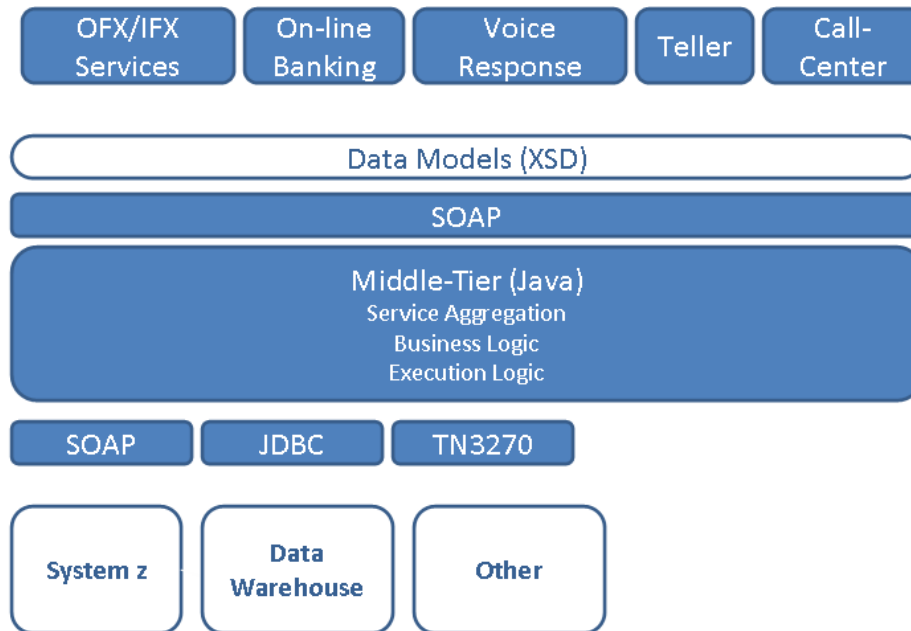 OFX/IFX
Services
On-line
Banking
Voice
Response
Teller
Call-
Center
Data Models (XSD)
SOAP
Middle-Tier (Java)
Service Aggregation
Business Logic
Execution Logic
SOAP
JDBC
TN3270
System z
Data
Warehouse
Other